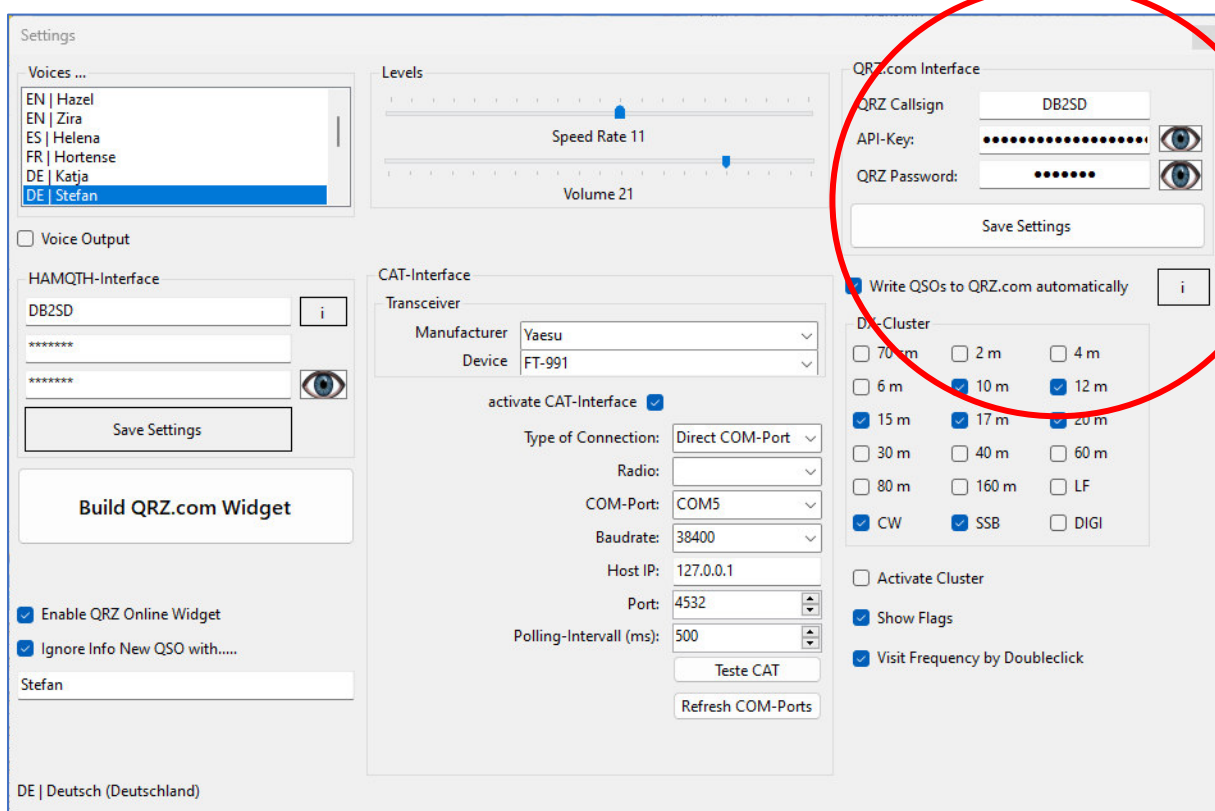 Settings
Voices ...
EN | Hazel
EN | Zira
ES | Helena
FR | Hortense
DE | Katja
DE | Stefan
Voice Output
Levels
Speed Rate 11
Volume 21
QRZ.com Interface
QRZ Callsign DB2SD
API-Key: ●●●●●●●●●●●●●●●●●●●
QRZ Password: ●●●●●●●
Save Settings
Write QSOs to QRZ.com automatically i
HAMQTH-Interface
DB2SD i
*******
*******
Save Settings
Build QRZ.com Widget
Enable QRZ Online Widget
Ignore Info New QSO with.....
Stefan
CAT-Interface
Transceiver
Manufacturer Yaesu
Device FT-991
activate CAT-Interface
Type of Connection: Direct COM-Port
Radio:
COM-Port: COM5
Baudrate: 38400
Host IP: 127.0.0.1
Port: 4532
Polling-Intervall (ms): 500
Teste CAT
Refresh COM-Ports
DX-Cluster
70 cm 2 m 4 m
6 m 10 m 12 m
15 m 17 m 20 m
30 m 40 m 60 m
80 m 160 m LF
CW SSB DIGI
Activate Cluster
Show Flags
Visit Frequency by Doubleclick
DE | Deutsch (Deutschland)